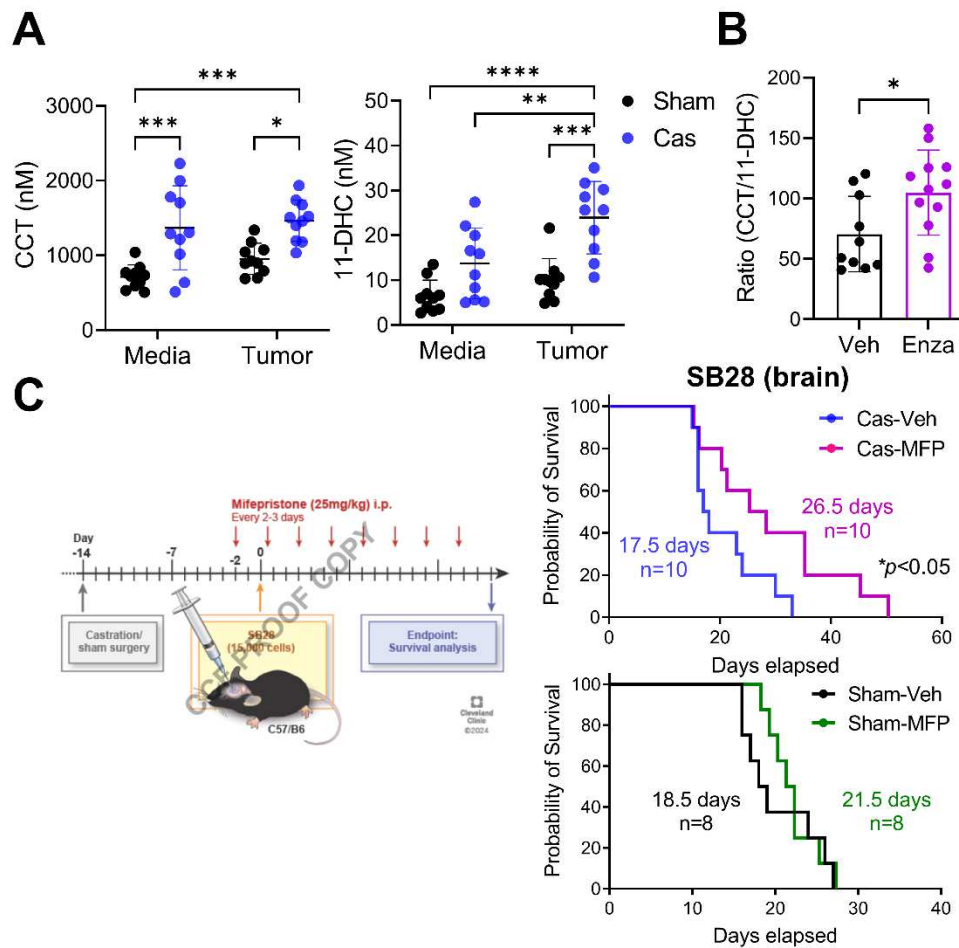 A
B
***
***
*
3000
2000
1000
0
CCT (nM)
Media
Tumor
****
**
***
50
40
30
20
10
0
11-DHC (nM)
Media
Tumor
Sham
Cas
*
200
150
100
50
0
Ratio (CCT/11-DHC)
Veh
Enza
C
Mifepristone (25mg/kg) i.p.
Every 2-3 days
Day
-14
-7
-2
0
Castration/
sham surgery
SB28
(15,000 cells)
Endpoint:
Survival analysis
C57/B6
Cleveland
Clinic
©2024
CCF PROOF COPY
SB28 (brain)
100
80
60
40
20
0
Probability of Survival
Cas-Veh
Cas-MFP
26.5 days
n=10
17.5 days
n=10
*p<0.05
0
20
40
60
Days elapsed
100
80
60
40
20
0
Probability of Survival
Sham-Veh
Sham-MFP
18.5 days
n=8
21.5 days
n=8
0
10
20
30
40
Days elapsed